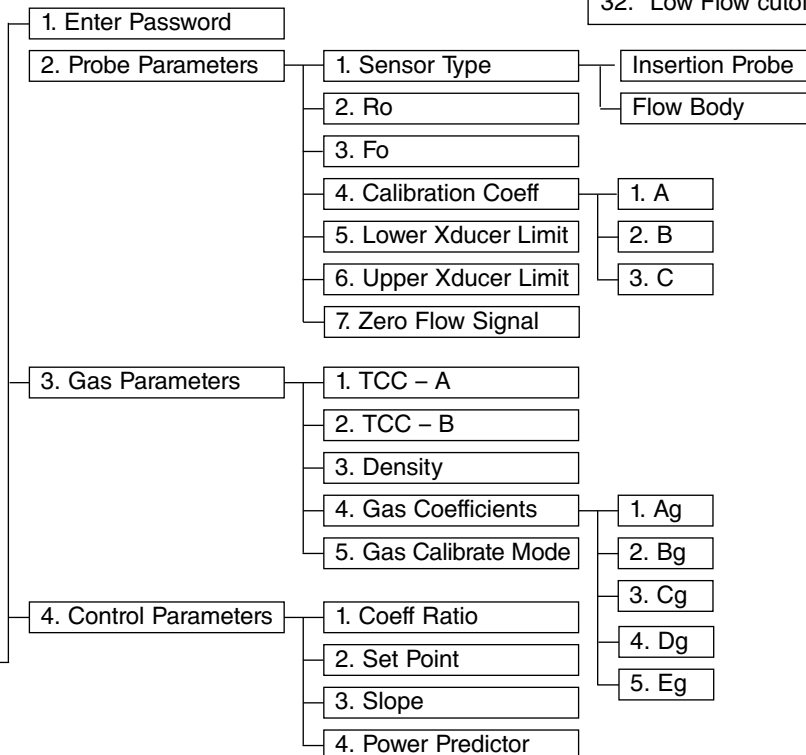 32. Low Flow
1. Enter Password
2. Probe Parameters
1. Sensor Type
Insertion Probe
Flow Body
2. Ro
3. Fo
4. Calibration Coeff
1. A
2. B
3. C
5. Lower Xducer Limit
6. Upper Xducer Limit
7. Zero Flow Signal
3. Gas Parameters
1. TCC – A
2. TCC – B
3. Density
4. Gas Coefficients
1. Ag
2. Bg
3. Cg
4. Dg
5. Eg
5. Gas Calibrate Mode
4. Control Parameters
1. Coeff Ratio
2. Set Point
3. Slope
4. Power Predictor